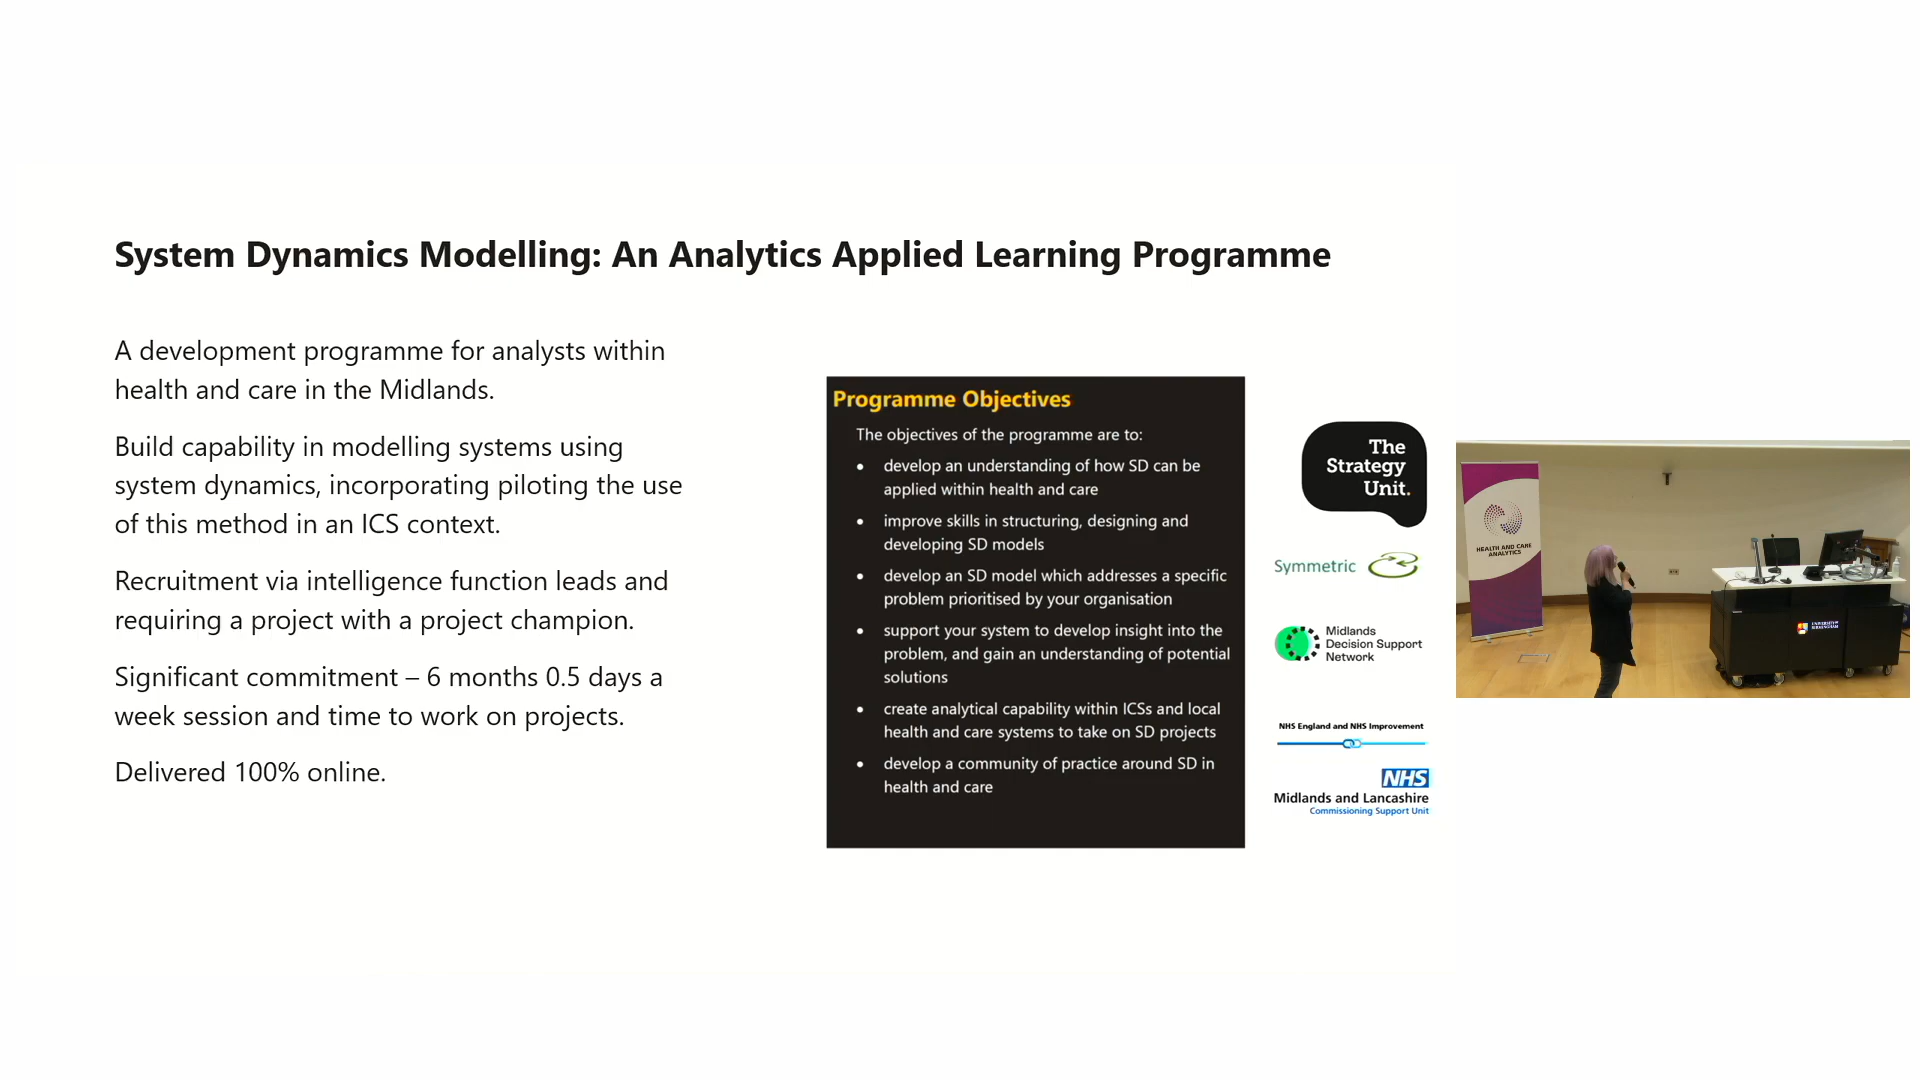 System Dynamics Modelling: An Analytics Applied Learning Programme
A development programme for analysts within
health and care in the Midlands.
Build capability in modelling systems using
system dynamics, incorporating piloting the use
of this method in an ICS context.
Recruitment via intelligence function leads and
requiring a project with a project champion.
Significant commitment – 6 months 0.5 days a
week session and time to work on projects.
Delivered 100% online.
Programme Objectives
The objectives of the programme are to:
• develop an understanding of how SD can be
applied within health and care
• improve skills in structuring, designing and
developing SD models
• develop an SD model which addresses a specific
problem prioritised by your organisation
• support your system to develop insight into the
problem, and gain an understanding of potential
solutions
• create analytical capability within ICSs and local
health and care systems to take on SD projects
• develop a community of practice around SD in
health and care
The
Strategy
Unit.
Symmetric
Midlands
Decision Support
Network
NHS England and NHS Improvement
NHS
Midlands and Lancashire
Commissioning Support Unit
HEALTH AND CARE
ANALYTICS
UNIVERSITY OF
BIRMINGHAM